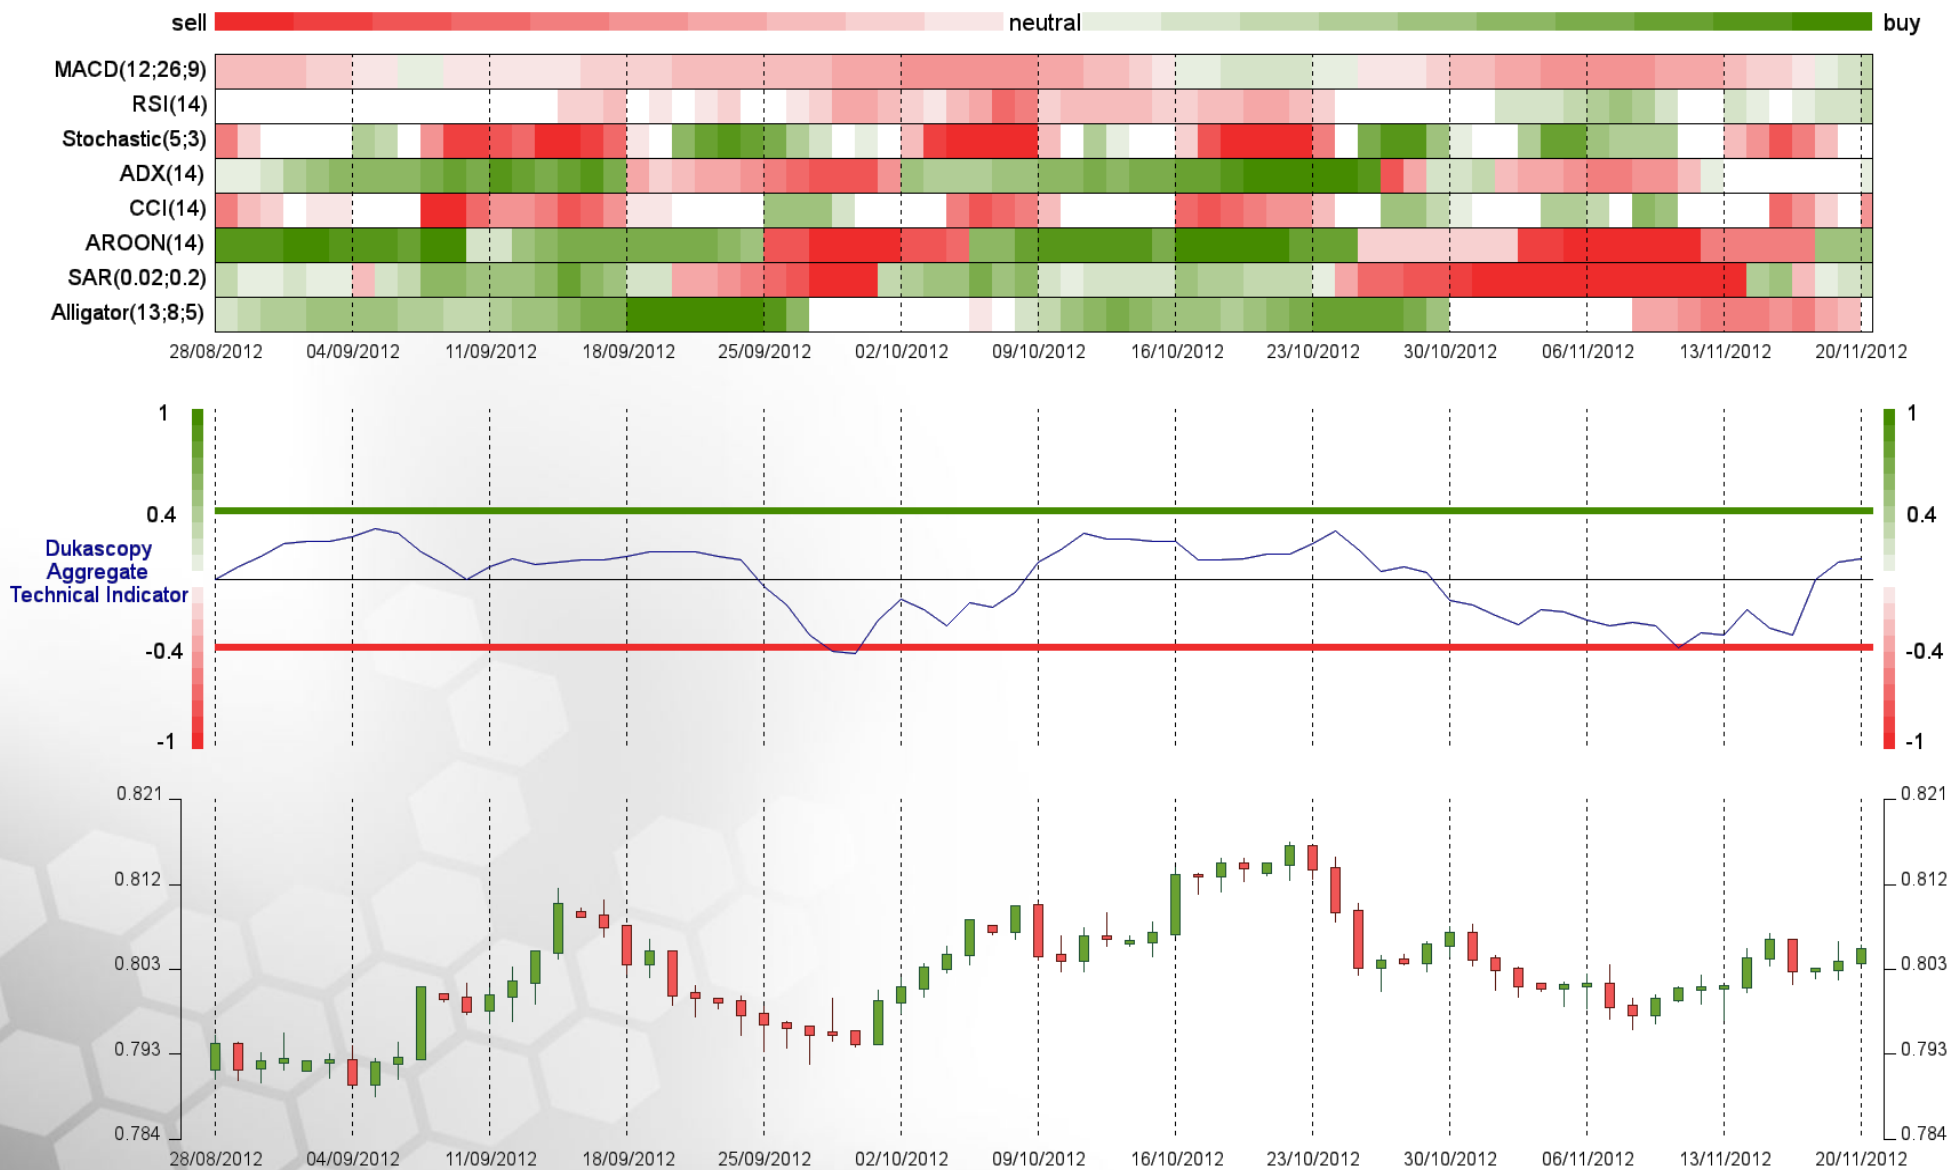 sell neutral buy
MACD(12;26;9)
RSI(14)
Stochastic(5;3)
ADX(14)
CCI(14)
AROON(14)
SAR(0.02;0.2)
Alligator(13;8;5)
28/08/2012 04/09/2012 11/09/2012 18/09/2012 25/09/2012 02/10/2012 09/10/2012 16/10/2012 23/10/2012 30/10/2012 06/11/2012 13/11/2012 20/11/2012
1 1
0.4 0.4
Dukascopy
Aggregate
Technical Indicator
-0.4 -0.4
-1 -1
0.821 0.821
0.812 0.812
0.803 0.803
0.793 0.793
0.784 0.784
28/08/2012 04/09/2012 11/09/2012 18/09/2012 25/09/2012 02/10/2012 09/10/2012 16/10/2012 23/10/2012 30/10/2012 06/11/2012 13/11/2012 20/11/2012